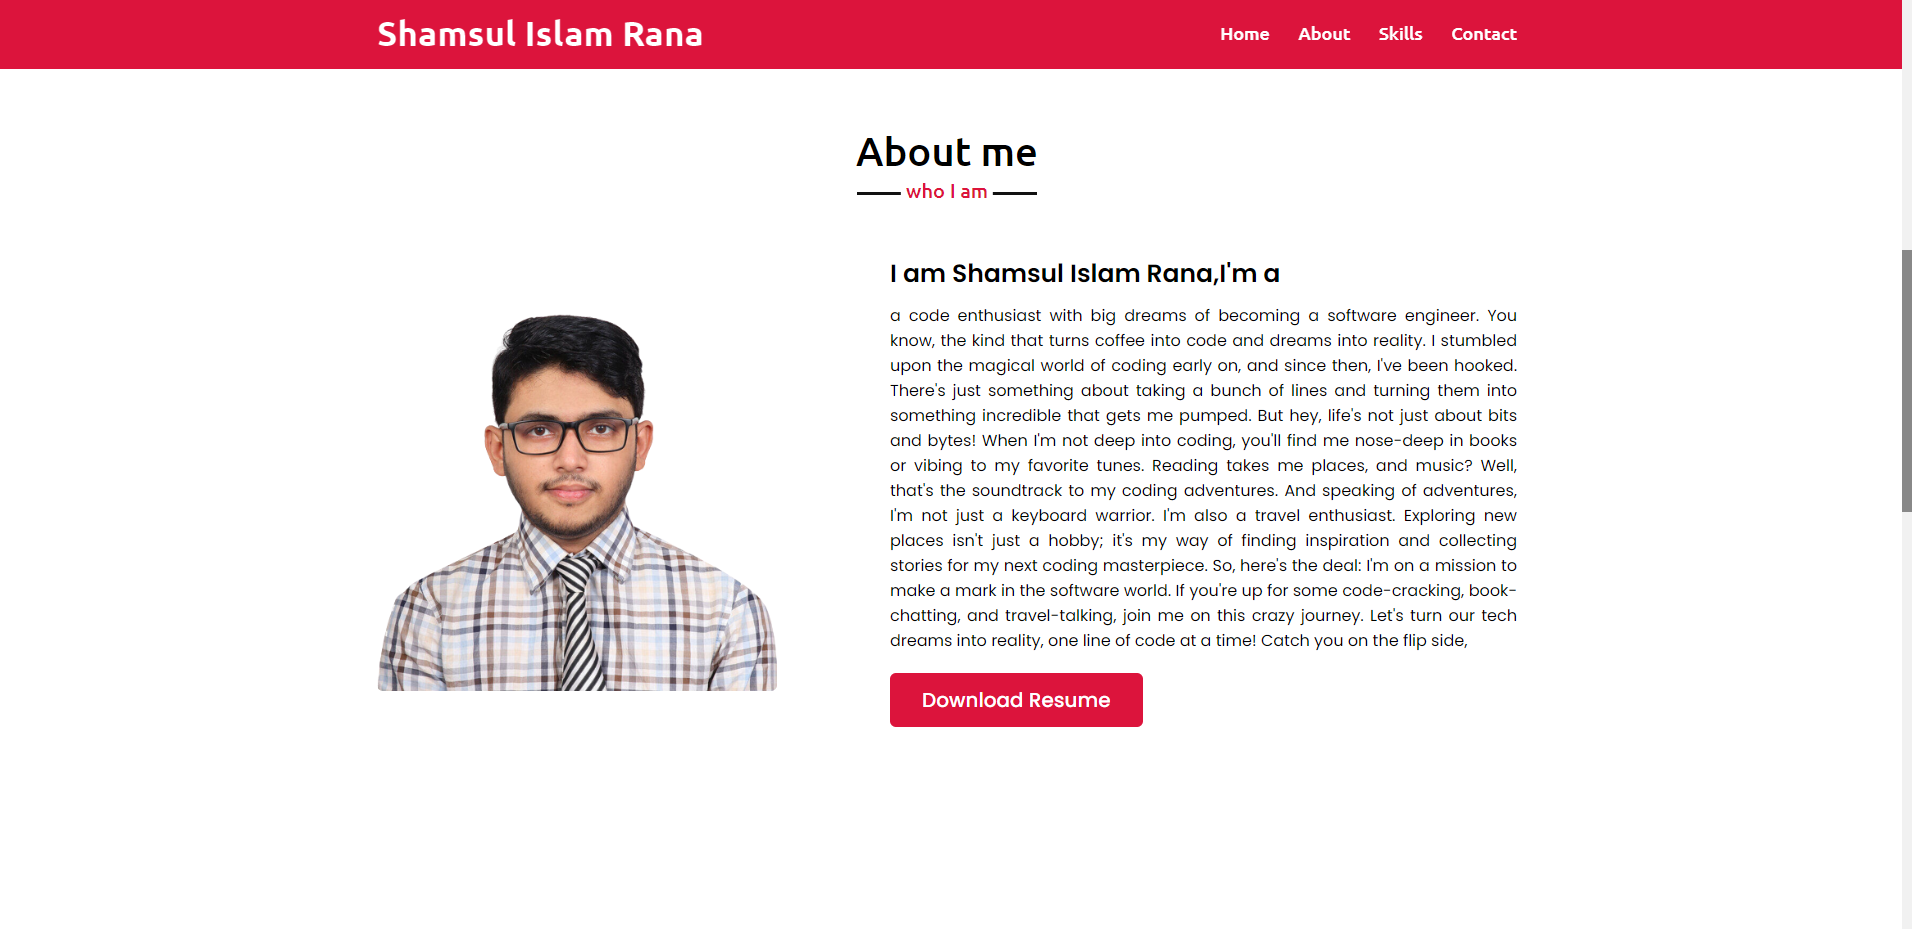 Shamsul Islam Rana
Home About Skills Contact
About me
who I am
I am Shamsul Islam Rana,I'm a
a code enthusiast with big dreams of becoming a software engineer. You
know, the kind that turns coffee into code and dreams into reality. I stumbled
upon the magical world of coding early on, and since then, I've been hooked.
There's just something about taking a bunch of lines and turning them into
something incredible that gets me pumped. But hey, life's not just about bits
and bytes! When I'm not deep into coding, you'll find me nose-deep in books
or vibing to my favorite tunes. Reading takes me places, and music? Well,
that's the soundtrack to my coding adventures. And speaking of adventures,
I'm not just a keyboard warrior. I'm also a travel enthusiast. Exploring new
places isn't just a hobby; it's my way of finding inspiration and collecting
stories for my next coding masterpiece. So, here's the deal: I'm on a mission to
make a mark in the software world. If you're up for some code-cracking, book-
chatting, and travel-talking, join me on this crazy journey. Let's turn our tech
dreams into reality, one line of code at a time! Catch you on the flip side,
Download Resume